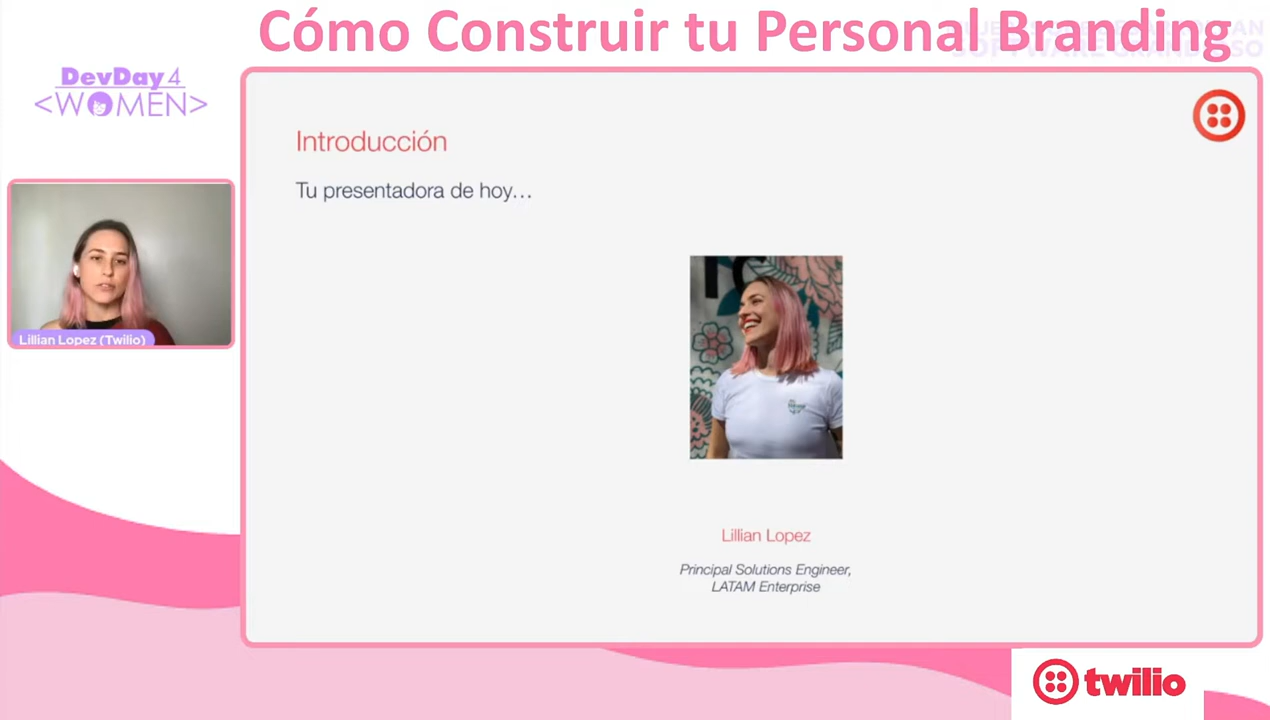 Cómo Construir tu Personal Branding
DevDay4
<WOMEN>
Introducción
Tu presentadora de hoy...
Lillian Lopez (Twilio)
Lillian Lopez
Principal Solutions Engineer,
LATAM Enterprise
twilio